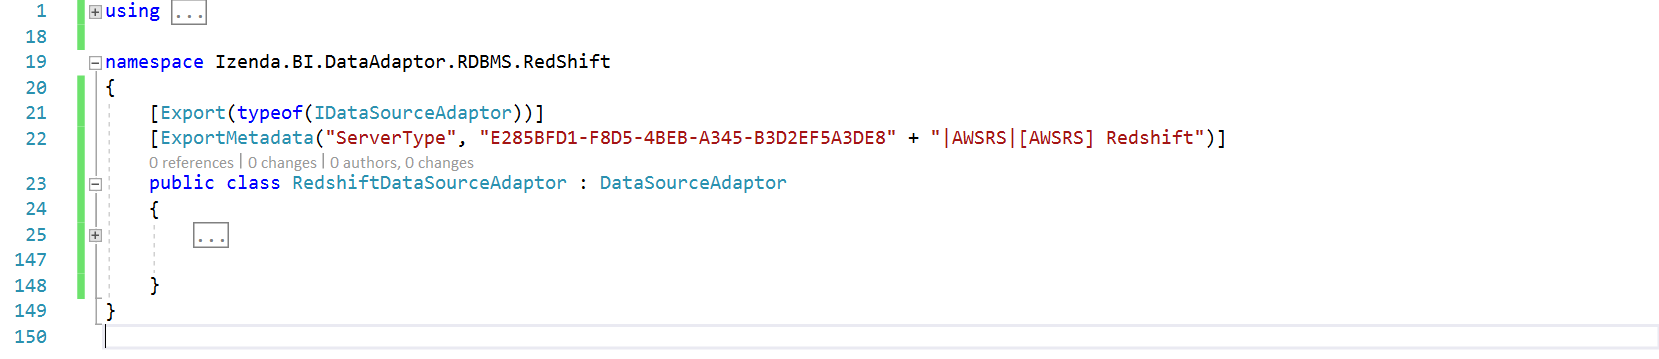 1 using ...
18
19 namespace Izenda.BI.DataAdaptor.RDBMS.RedShift
20 {
21 [Export(typeof(IDataSourceAdaptor))]
22 [ExportMetadata("ServerType", "E285BFD1-F8D5-4BEB-A345-B3D2EF5A3DE8" + "|AWSRS|[AWSRS] Redshift")]
0 references | 0 changes | 0 authors, 0 changes
23 public class RedshiftDataSourceAdaptor : DataSourceAdaptor
24 {
25 ...
147
148 }
149 }
150